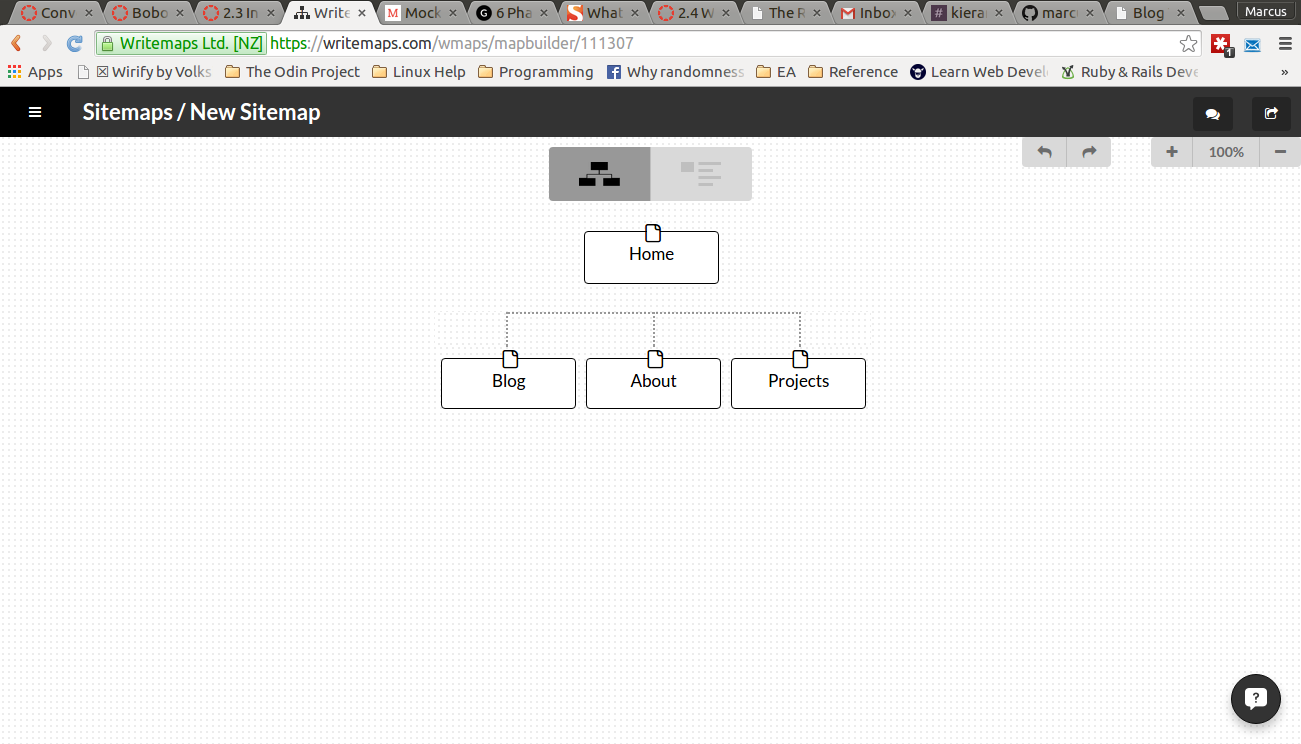 Conv Bobo 2.3 In Write Mock 6 Pha What 2.4 W The R Inbox kiera marc Blog Marcus
Writemaps Ltd. [NZ] https://writemaps.com/wmaps/mapbuilder/111307
Apps Wirify by Volks The Odin Project Linux Help Programming Why randomness EA Reference Learn Web Devel Ruby & Rails Deve »
Sitemaps / New Sitemap
100%
Home
Blog About Projects